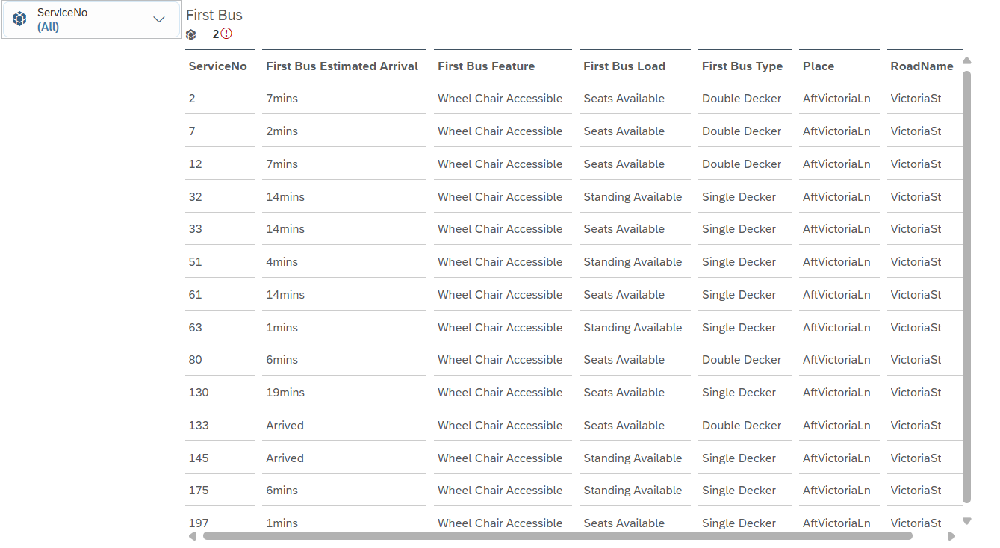 ServiceNo
(All)
First Bus
2
ServiceNo First Bus Estimated Arrival First Bus Feature First Bus Load First Bus Type Place RoadName
2 7mins Wheel Chair Accessible Seats Available Double Decker AftVictoriaLn VictoriaSt
7 2mins Wheel Chair Accessible Seats Available Double Decker AftVictoriaLn VictoriaSt
12 7mins Wheel Chair Accessible Seats Available Double Decker AftVictoriaLn VictoriaSt
32 14mins Wheel Chair Accessible Standing Available Single Decker AftVictoriaLn VictoriaSt
33 14mins Wheel Chair Accessible Seats Available Single Decker AftVictoriaLn VictoriaSt
51 4mins Wheel Chair Accessible Standing Available Single Decker AftVictoriaLn VictoriaSt
61 14mins Wheel Chair Accessible Seats Available Single Decker AftVictoriaLn VictoriaSt
63 1mins Wheel Chair Accessible Standing Available Single Decker AftVictoriaLn VictoriaSt
80 6mins Wheel Chair Accessible Seats Available Double Decker AftVictoriaLn VictoriaSt
130 19mins Wheel Chair Accessible Seats Available Single Decker AftVictoriaLn VictoriaSt
133 Arrived Wheel Chair Accessible Seats Available Double Decker AftVictoriaLn VictoriaSt
145 Arrived Wheel Chair Accessible Standing Available Single Decker AftVictoriaLn VictoriaSt
175 6mins Wheel Chair Accessible Standing Available Single Decker AftVictoriaLn VictoriaSt
197 1mins Wheel Chair Accessible Seats Available Single Decker AftVictoriaLn VictoriaSt